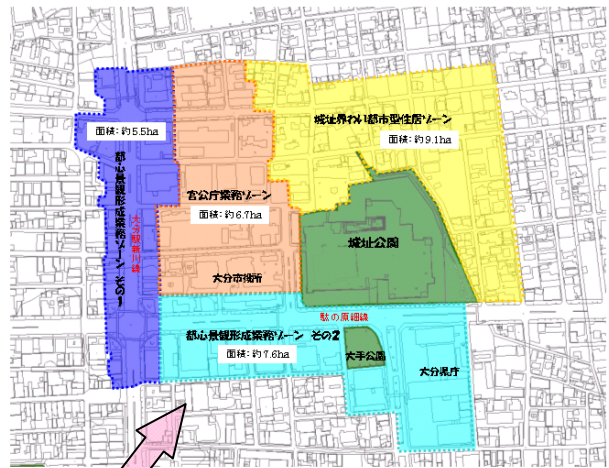 城址界わい都市型住居ゾーン
面積：約9.1ha
面積：約5.5ha
都心景観形成業務ゾーン その1
大分駅春日浦線
官公庁業務ゾーン
面積：約6.7ha
城址公園
大分市役所
駄の原細線
都心景観形成業務ゾーン その2
面積：約7.6ha
大手公園
大分県庁